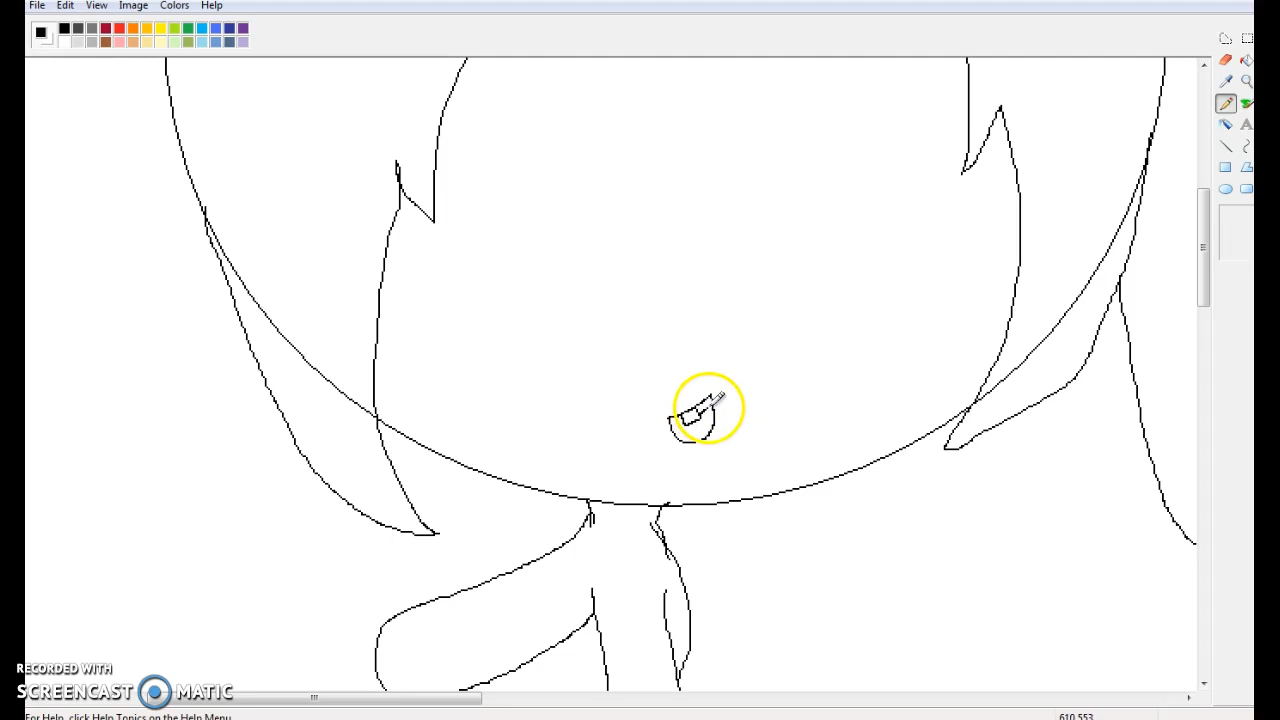 File Edit View Image Colors Help
RECORDED WITH
SCREENCAST MATIC
For Help, click Help Topics on the Help Menu.
610,553